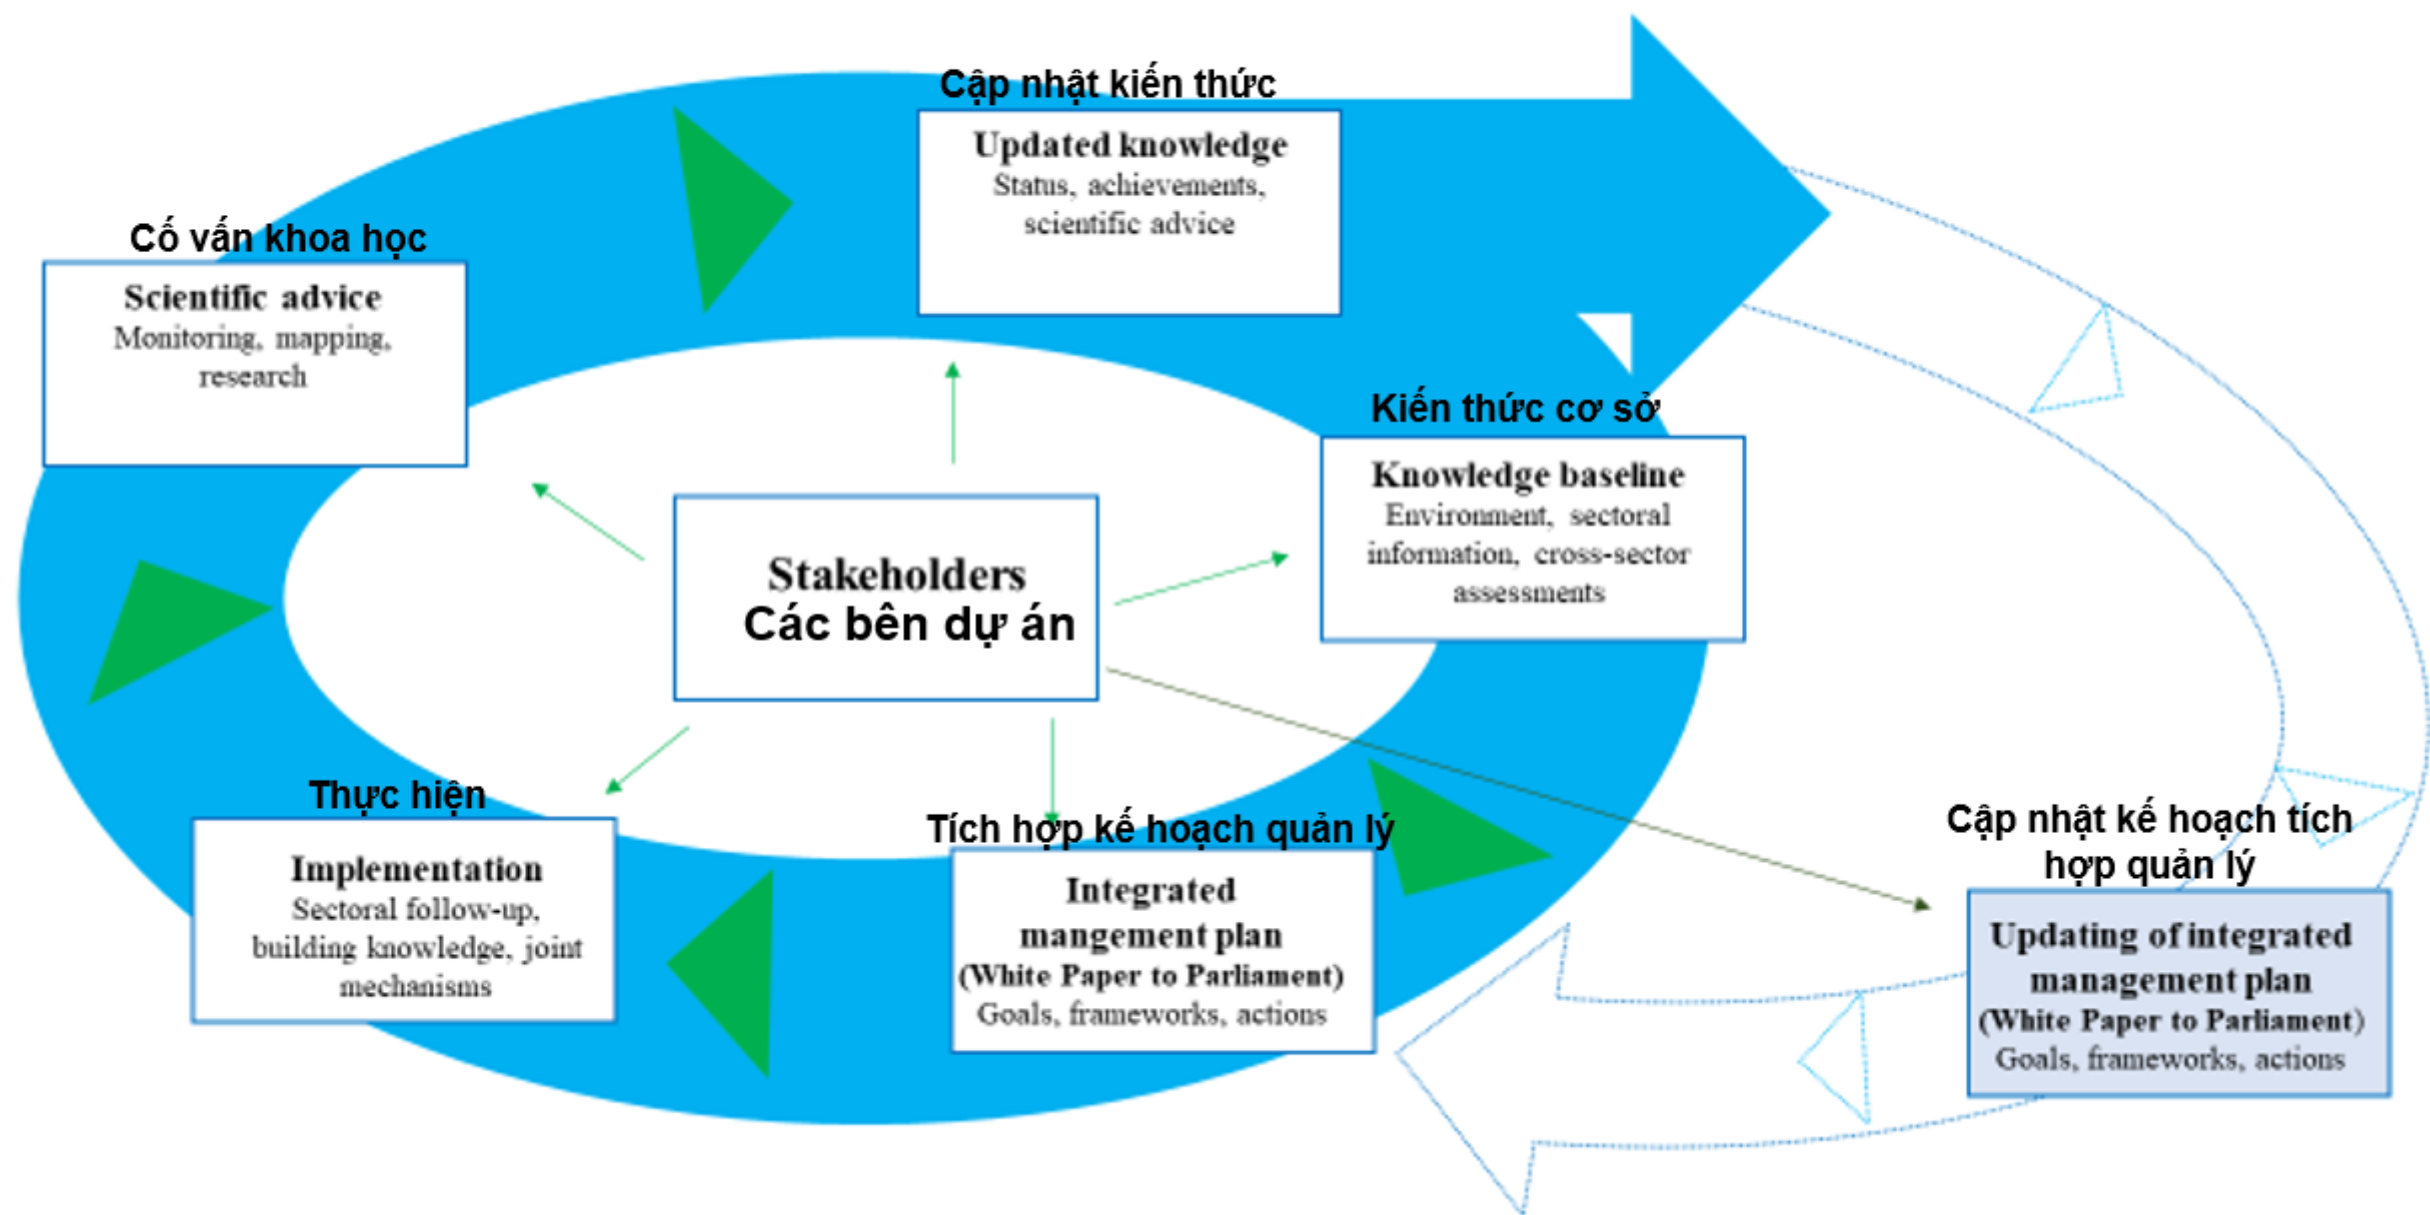 Cập nhật kiến thức
Updated knowledge
Status, achievements,
scientific advice
Cố vấn khoa học
Scientific advice
Monitoring, mapping,
research
Kiến thức cơ sở
Knowledge baseline
Environment, sectoral
information, cross-sector
assessments
Stakeholders
Các bên dự án
Thực hiện
Implementation
Sectoral follow-up,
building knowledge, joint
mechanisms
Tích hợp kế hoạch quản lý
Integrated
mangement plan
(White Paper to Parliament)
Goals, frameworks, actions
Cập nhật kế hoạch tích
hợp quản lý
Updating of integrated
management plan
(White Paper to Parliament)
Goals, frameworks, actions